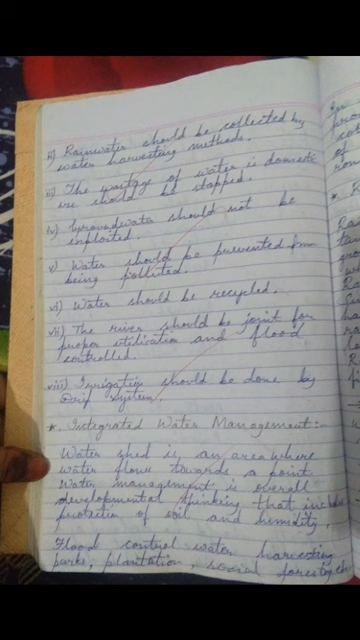 ii) Rainwater should be collected by
water harvesting methods.
iii) The wastage of water is domestic
use should be stopped.
iv) Groundwater should not be
exploited
v) Water should be prevented from
being polluted.
vi) Water should be recycled.
vii) The river should be joint for
proper utilization and flood
controlled.
viii) Irrigation should be done by
Drip system
*. Integrated Water Management:-
Water shed is an area where
water flows towards a point.
Water management is overall
developmental thinking that include
protection of soil and humidity,
Flood control water harvesting
parks, plantation, social forestry